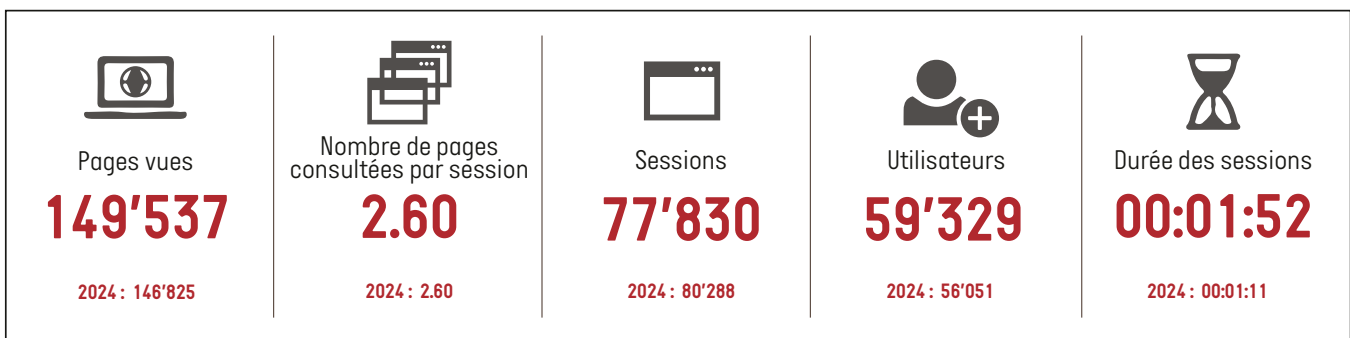 Pages vues
149’537
2024 : 146’825
Nombre de pages
consultées par session
2.60
2024 : 2.60
Sessions
77’830
2024 : 80’288
Utilisateurs
59’329
2024 : 56’051
Durée des sessions
00:01:52
2024 : 00:01:11